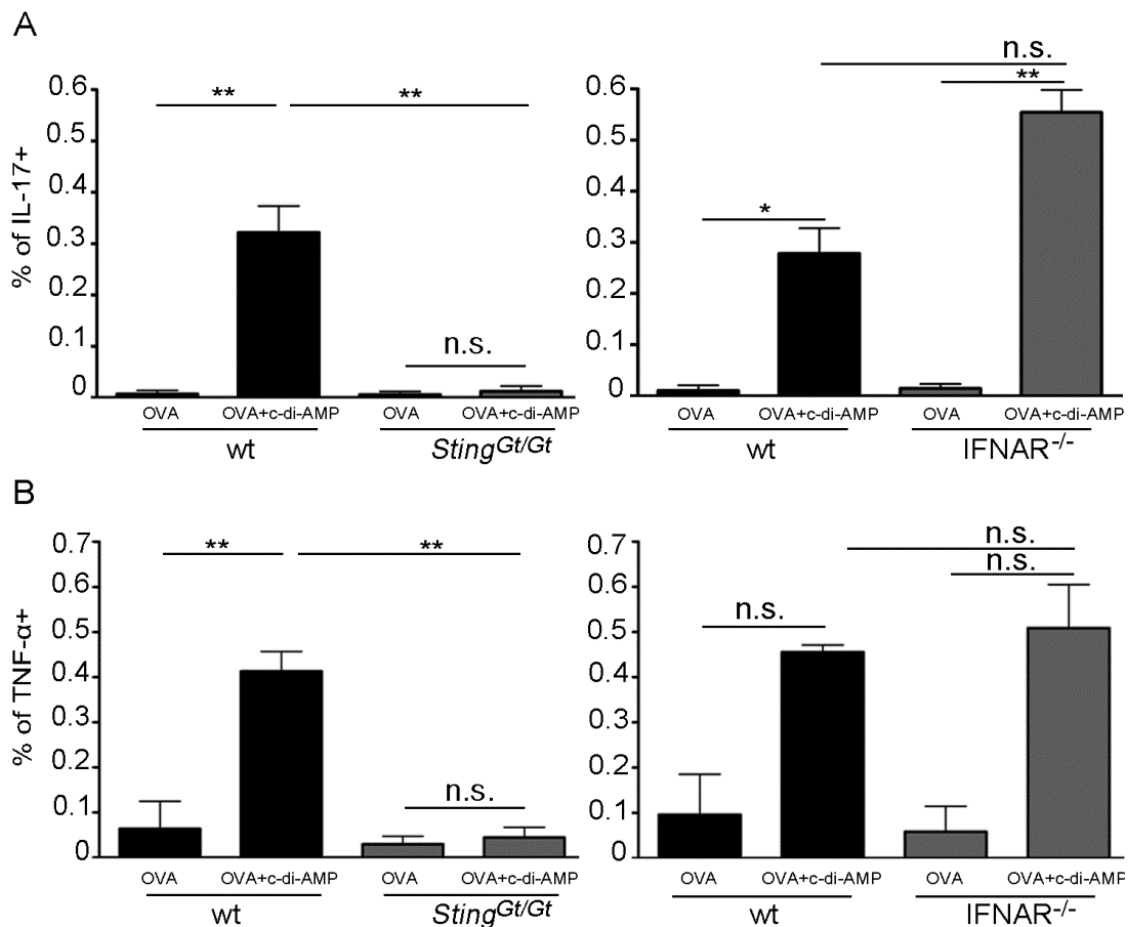 A
% of IL-17+
0.6
0.5
0.4
0.3
0.2
0.1
0
**
**
n.s.
OVA OVA+c-di-AMP OVA OVA+c-di-AMP
wt StingGt/Gt
0.6
0.5
0.4
0.3
0.2
0.1
0
n.s.
**
*
OVA OVA+c-di-AMP OVA OVA+c-di-AMP
wt IFNAR-/-
B
% of TNF-α+
0.7
0.6
0.5
0.4
0.3
0.2
0.1
0
**
**
n.s.
OVA OVA+c-di-AMP OVA OVA+c-di-AMP
wt StingGt/Gt
0.7
0.6
0.5
0.4
0.3
0.2
0.1
0
n.s.
n.s.
n.s.
OVA OVA+c-di-AMP OVA OVA+c-di-AMP
wt IFNAR-/-